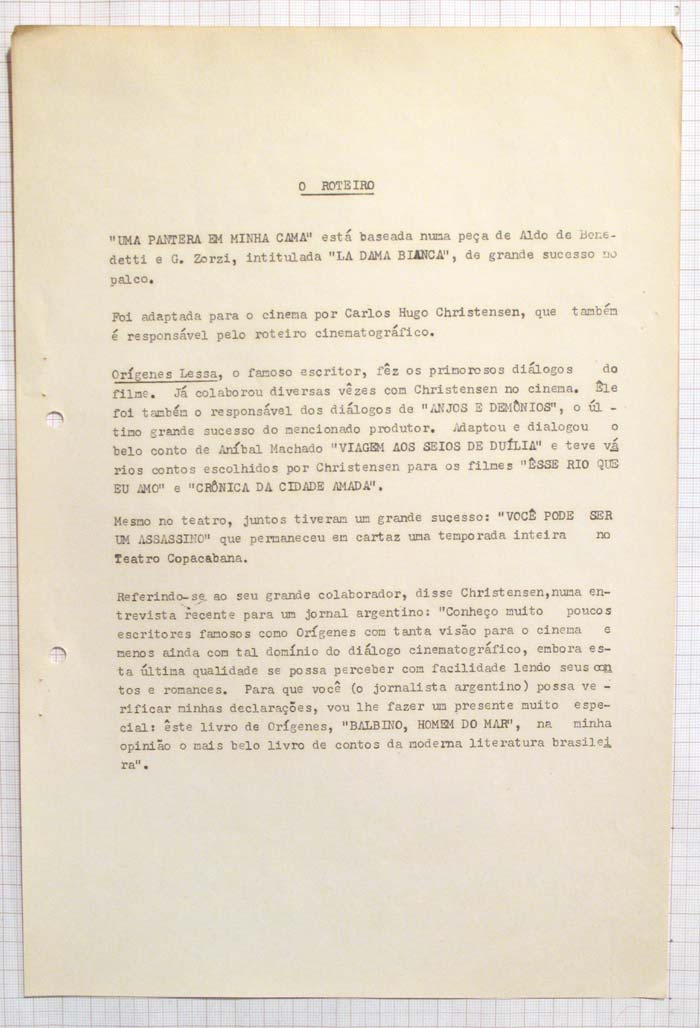 O ROTEIRO
"UMA PANTERA EM MINHA CAMA" está baseada numa peça de Aldo de Bene-
detti e G. Zorzi, intitulada "LA DAMA BIANCA", de grande sucesso no
palco.
Foi adaptada para o cinema por Carlos Hugo Christensen, que também
é responsável pelo roteiro cinematográfico.
Orígenes Lessa, o famoso escritor, fêz os primorosos diálogos do
filme. Já colaborou diversas vêzes com Christensen no cinema. Êle
foi também o responsável dos diálogos de "ANJOS E DEMÔNIOS", o úl -
timo grande sucesso do mencionado produtor. Adaptou e dialogou o
belo conto de Aníbal Machado "VIAGEM AOS SEIOS DE DUÍLIA" e teve vá
rios contos escolhidos por Christensen para os filmes "ÊSSE RIO QUE
EU AMO" e "CRÔNICA DA CIDADE AMADA".
Mesmo no teatro, juntos tiveram um grande sucesso: "VOCÊ PODE SER
UM ASSASSINO" que permaneceu em cartaz uma temporada inteira no
Teatro Copacabana.
Referindo-se ao seu grande colaborador, disse Christensen,numa en-
trevista recente para um jornal argentino: "Conheço muito poucos
escritores famosos como Orígenes com tanta visão para o cinema e
menos ainda com tal domínio do diálogo cinematográfico, embora es-
ta última qualidade se possa perceber com facilidade lendo seus con
tos e romances. Para que você (o jornalista argentino) possa ve -
rificar minhas declarações, vou lhe fazer um presente muito espe-
cial: êste livro de Orígenes, "BALBINO, HOMEM DO MAR", na minha
opinião o mais belo livro de contos da moderna literatura brasilei
ra".